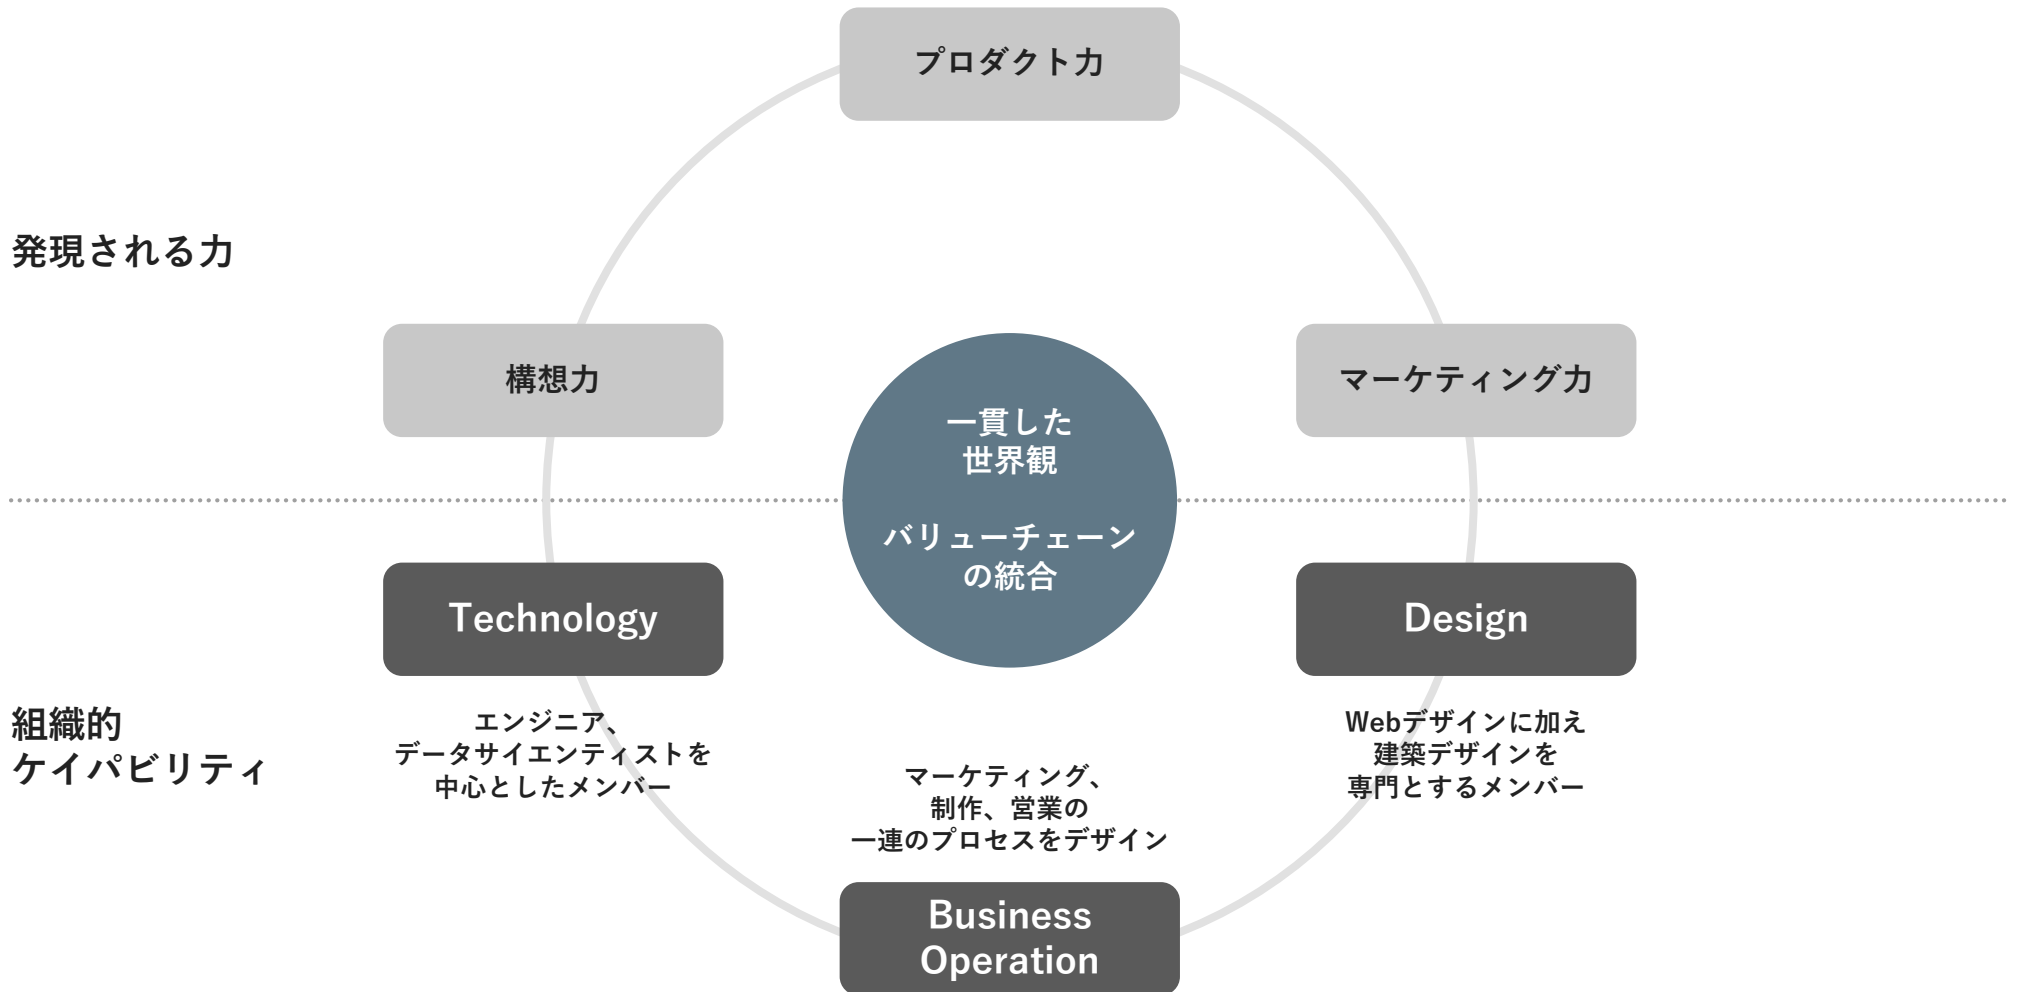 プロダクト力
発現される力
構想力
マーケティング力
一貫した
世界観
バリューチェーン
の統合
Technology
Design
組織的
ケイパビリティ
エンジニア、
データサイエンティストを
中心としたメンバー
Webデザインに加え
建築デザインを
専門とするメンバー
マーケティング、
制作、営業の
一連のプロセスをデザイン
Business
Operation